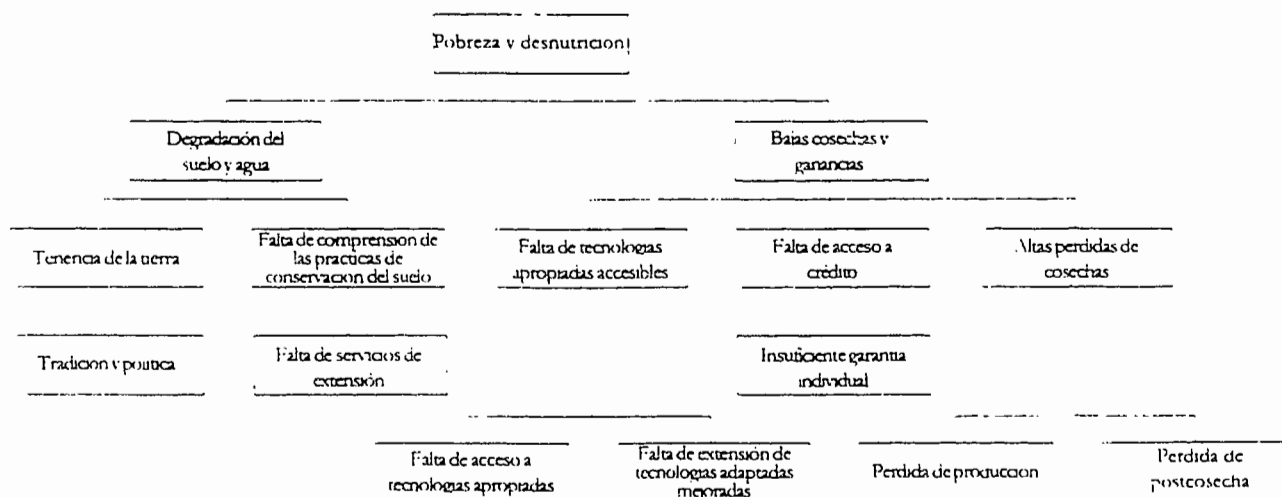 Pobreza y desnutricion
Degradación del
suelo y agua
Bajas cosechas y
ganancias
Tenencia de la tierra
Falta de comprension de
las practicas de
conservacion del suelo
Falta de tecnologias
apropiadas accesibles
Falta de acceso a
crédito
Altas perdidas de
cosechas
Tradicion y politica
Falta de servicios de
extensión
Insuficiente garantia
individual
Falta de acceso a
tecnologias apropiadas
Falta de extensión de
tecnologias adaptadas
mejoradas
Perdida de produccion
Perdida de
postcosecha